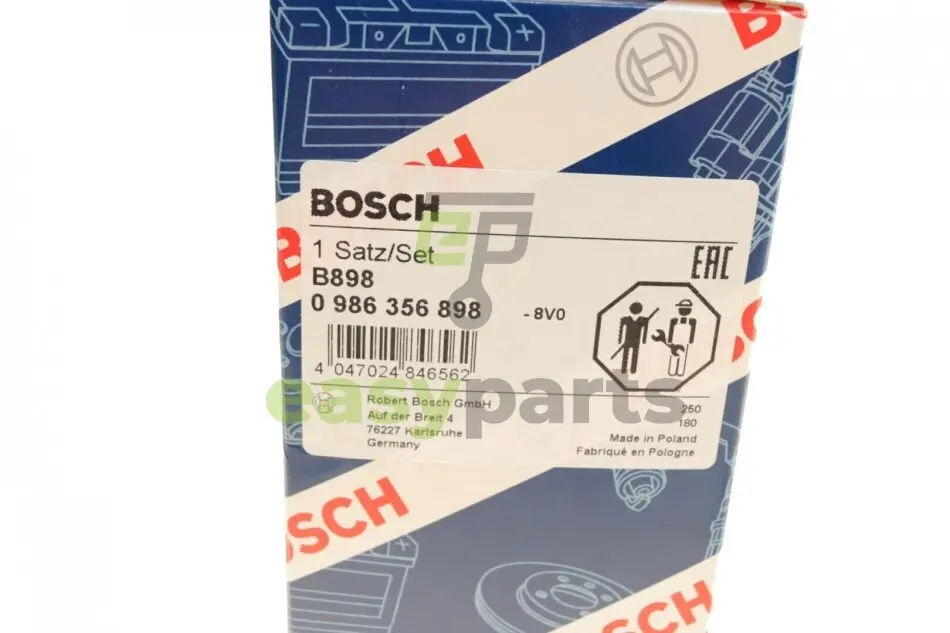 BOSCH
1 Satz/Set
B898
0 986 356 898 - 8V0
EAC
4 047024 846562
Robert Bosch GmbH
Auf der Breit 4
76227 Karlsruhe
Germany
250
180
Made in Poland
Fabriqué en Pologne
EP
easyparts
BOSCH
BOSCH